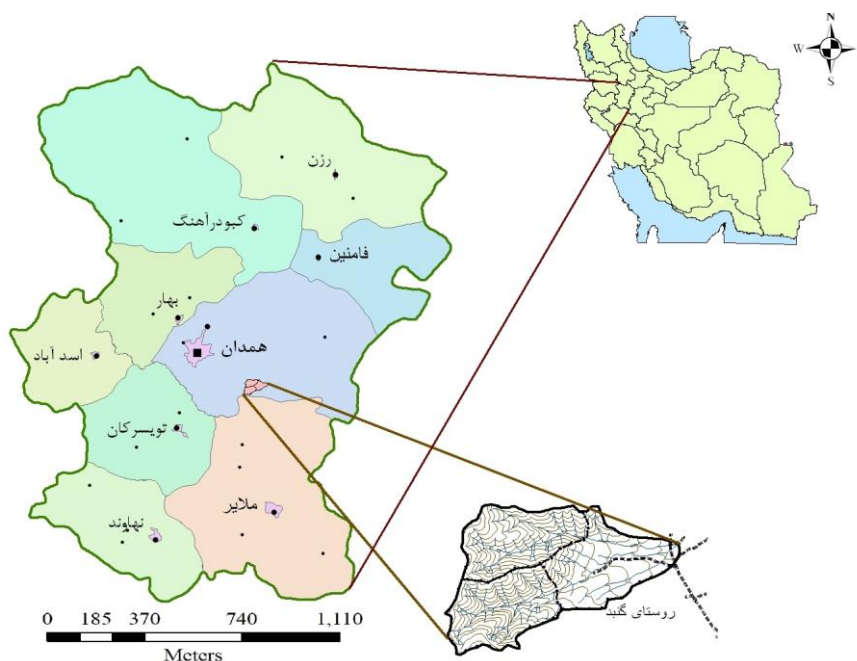 N
W
S
رزن
کبودرآهنگ
فامنین
بهار
همدان
اسد آباد
تویسرکان
ملایر
نهاوند
روستای گنبد
0 185 370 740 1,110
Meters